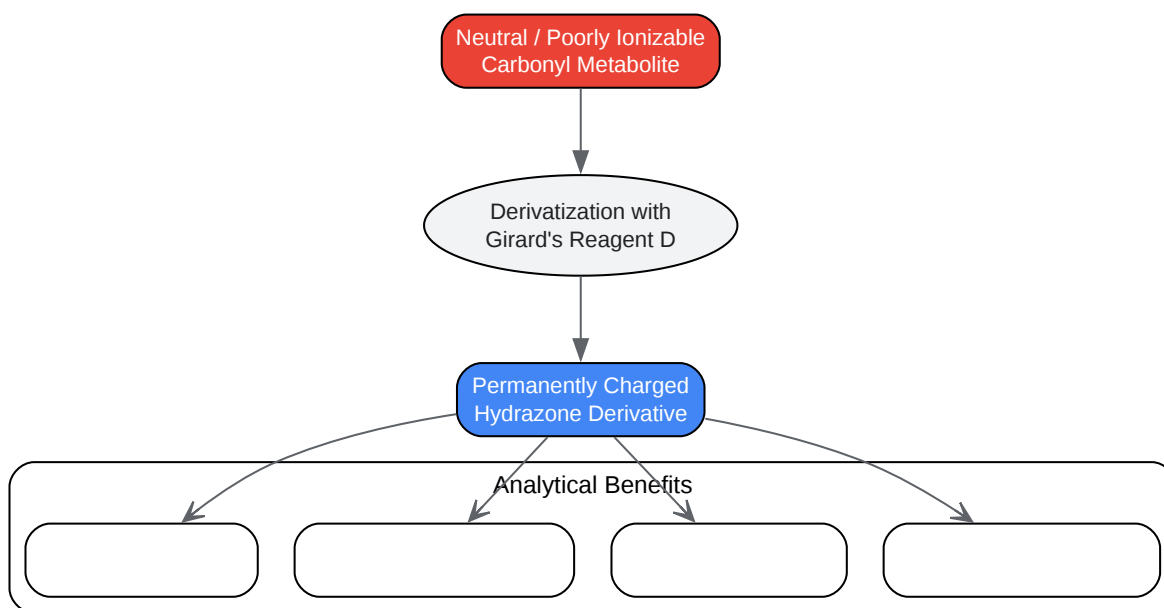 Neutral / Poorly Ionizable
Carbonyl Metabolite
Derivatization with
Girard's Reagent D
Permanently Charged
Hydrazone Derivative
Analytical Benefits